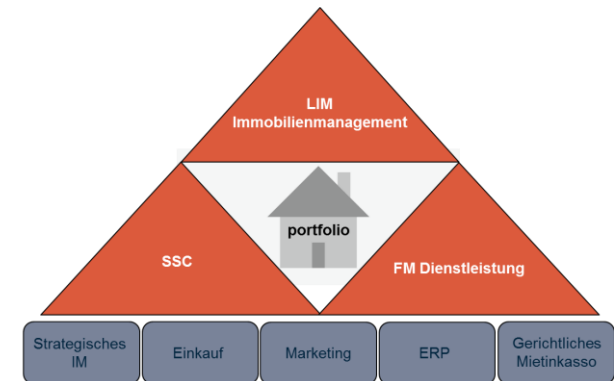 LIM
Immobilienmanagement
portfolio
SSC
FM Dienstleistung
Strategisches
IM
Einkauf
Marketing
ERP
Gerichtliches
Mietinkasso